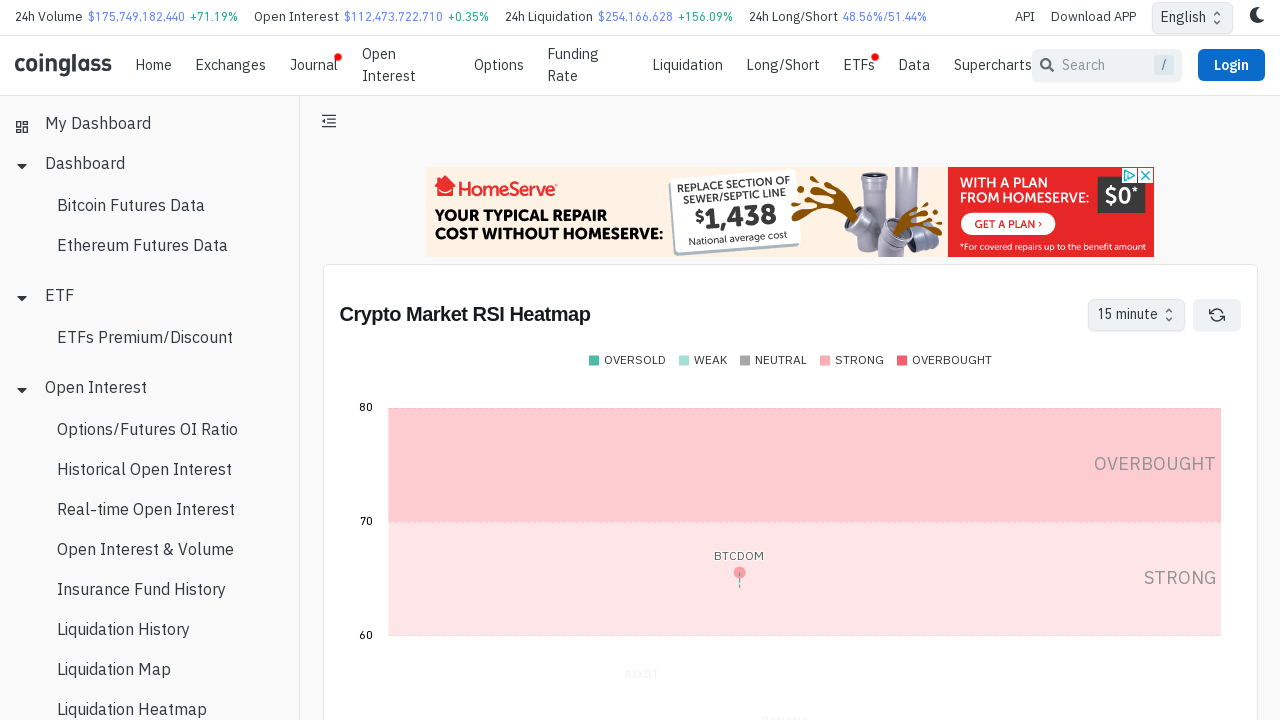 24h Volume $175,749,182,440 +71.19% Open Interest $112,473,722,710 +0.35% 24h Liquidation $254,166,628 +156.09% 24h Long/Short 48.56%/51.44% API Download APP English
coinglass Home Exchanges Journal Open Interest Options Funding Rate Liquidation Long/Short ETFs Data Supercharts Search / Login
My Dashboard
Dashboard
Bitcoin Futures Data
Ethereum Futures Data
ETF
ETFs Premium/Discount
Open Interest
Options/Futures OI Ratio
Historical Open Interest
Real-time Open Interest
Open Interest & Volume
Insurance Fund History
Liquidation History
Liquidation Map
Liquidation Heatmap
HomeServe
YOUR TYPICAL REPAIR
COST WITHOUT HOMESERVE:
REPLACE SECTION OF
SEWER/SEPTIC LINE
$1,438
National average cost
WITH A PLAN
FROM HOMESERVE:
$0*
GET A PLAN ›
*For covered repairs up to the benefit amount
Crypto Market RSI Heatmap
15 minute
OVERSOLD WEAK NEUTRAL STRONG OVERBOUGHT
80
OVERBOUGHT
70
BTCDOM
STRONG
60
AIXBT